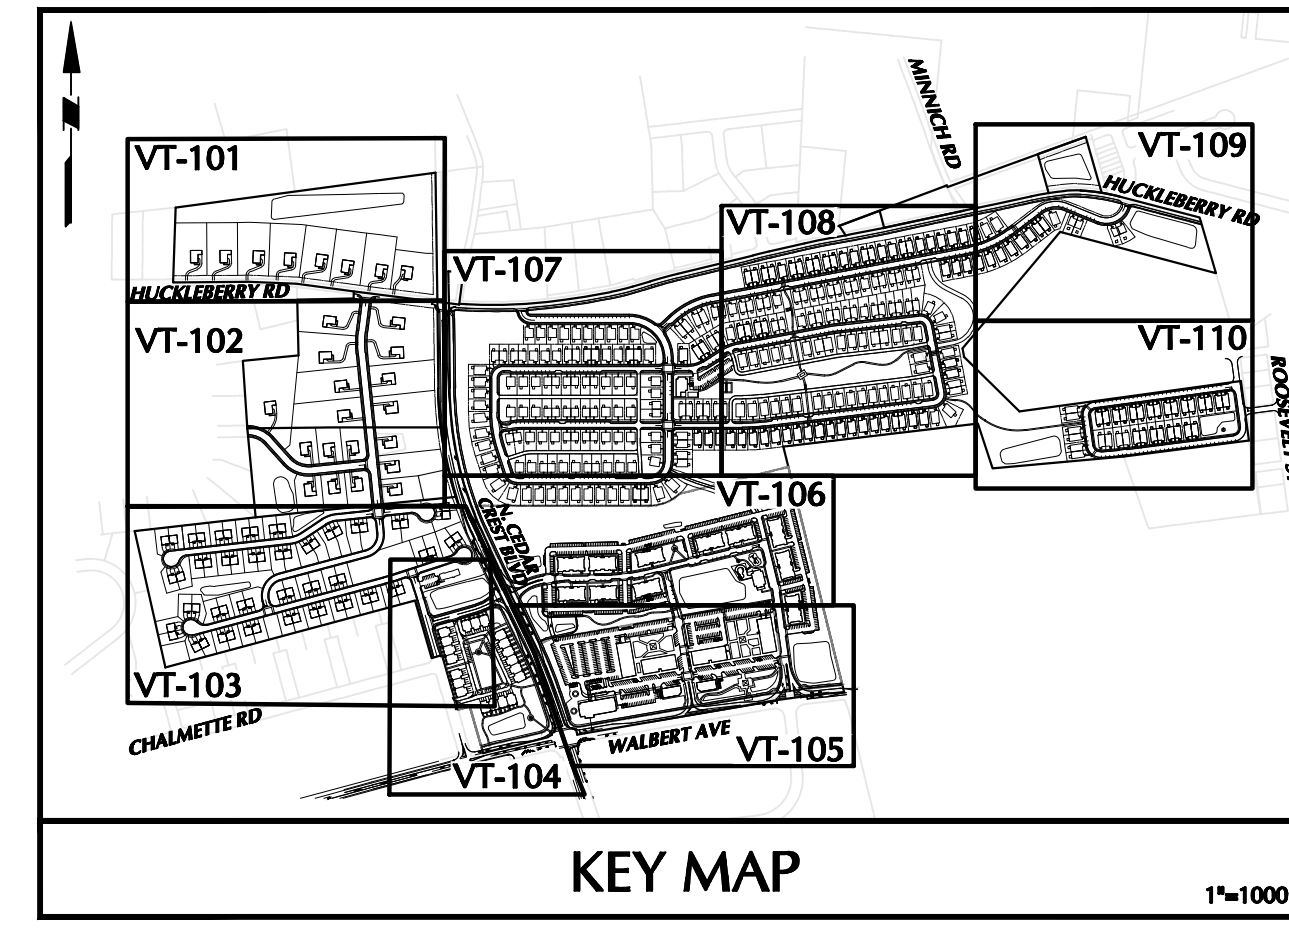 MINNICH RD
VT-101
VT-109
HUCKLEBERRY RD
VT-108
VT-107
HUCKLEBERRY RD
VT-102
VT-110
VT-106
N. CEDAR
CREST BLVD
VT-103
CHALMETTE RD
WALBERT AVE
VT-105
VT-104
KEY MAP
1"=1000